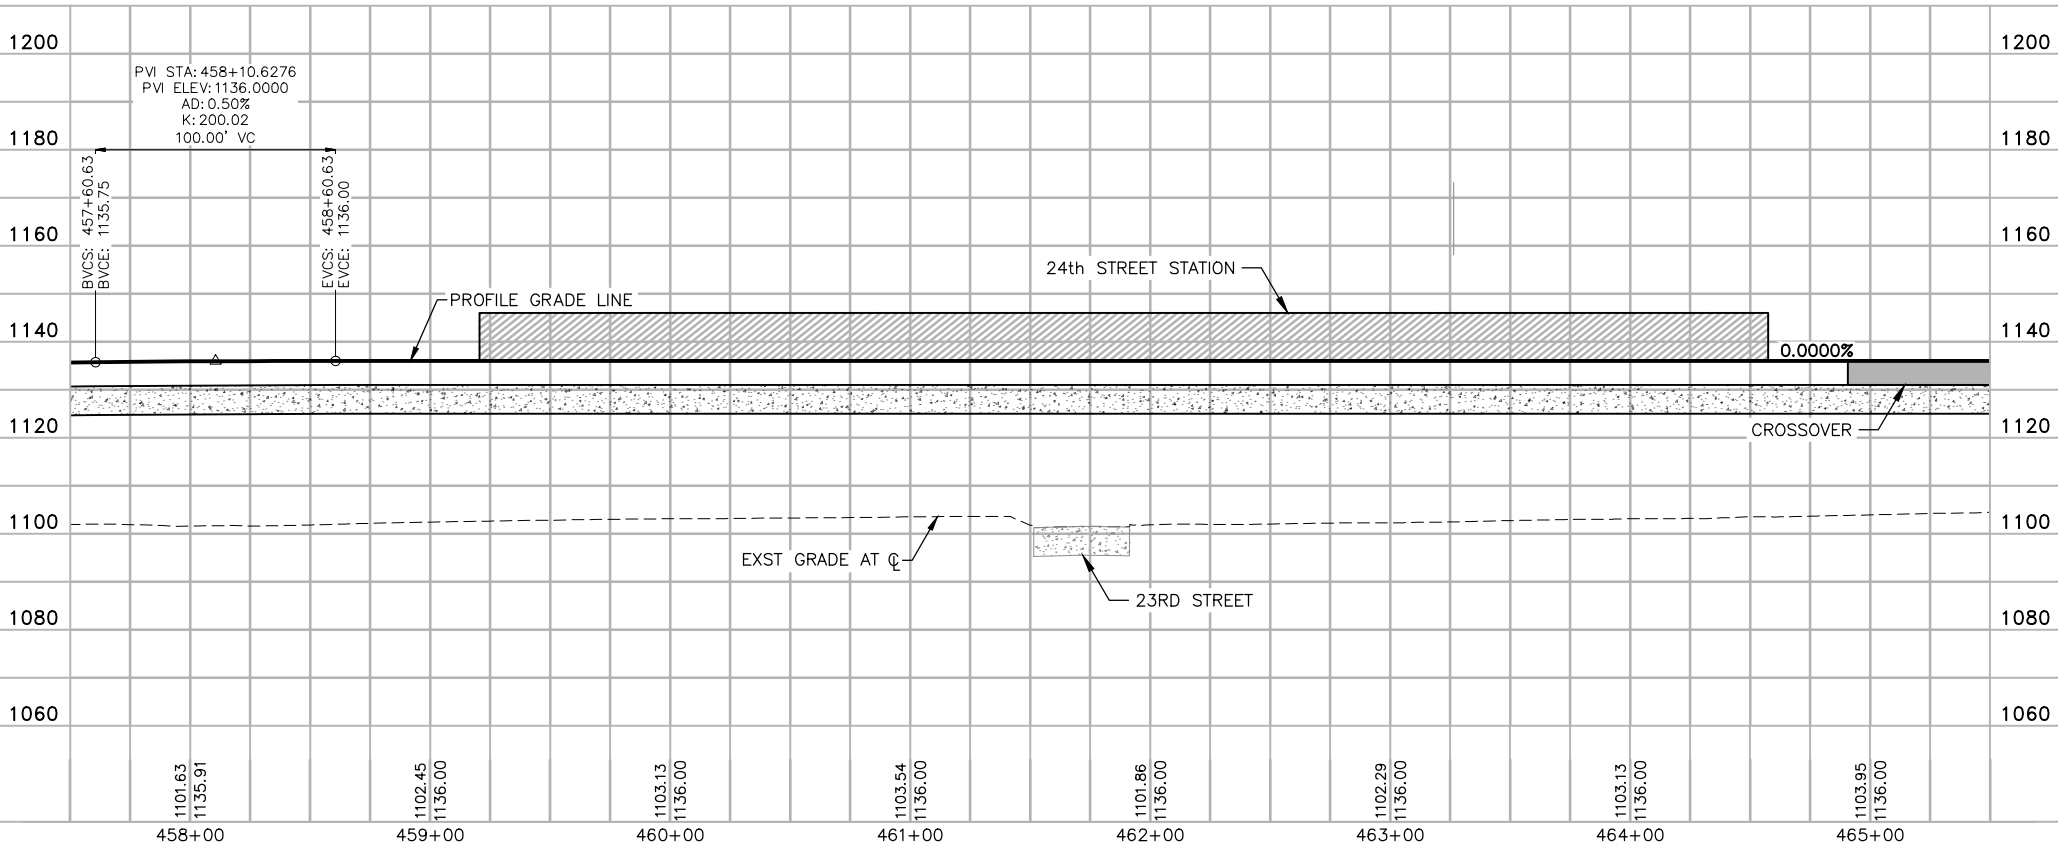 1200
1200
PVI STA: 458+10.6276
PVI ELEV: 1136.0000
AD: 0.50%
K: 200.02
100.00' VC
1180
1180
BVCS: 457+60.63
BVCE: 1135.75
EVCS: 458+60.63
EVCE: 1136.00
1160
1160
24th STREET STATION
PROFILE GRADE LINE
1140
1140
0.0000%
1120
1120
CROSSOVER
1100
1100
EXST GRADE AT ℄
23RD STREET
1080
1080
1060
1060
1101.63
1135.91
1102.45
1136.00
1103.13
1136.00
1103.54
1136.00
1101.86
1136.00
1102.29
1136.00
1103.13
1136.00
1103.95
1136.00
458+00
459+00
460+00
461+00
462+00
463+00
464+00
465+00